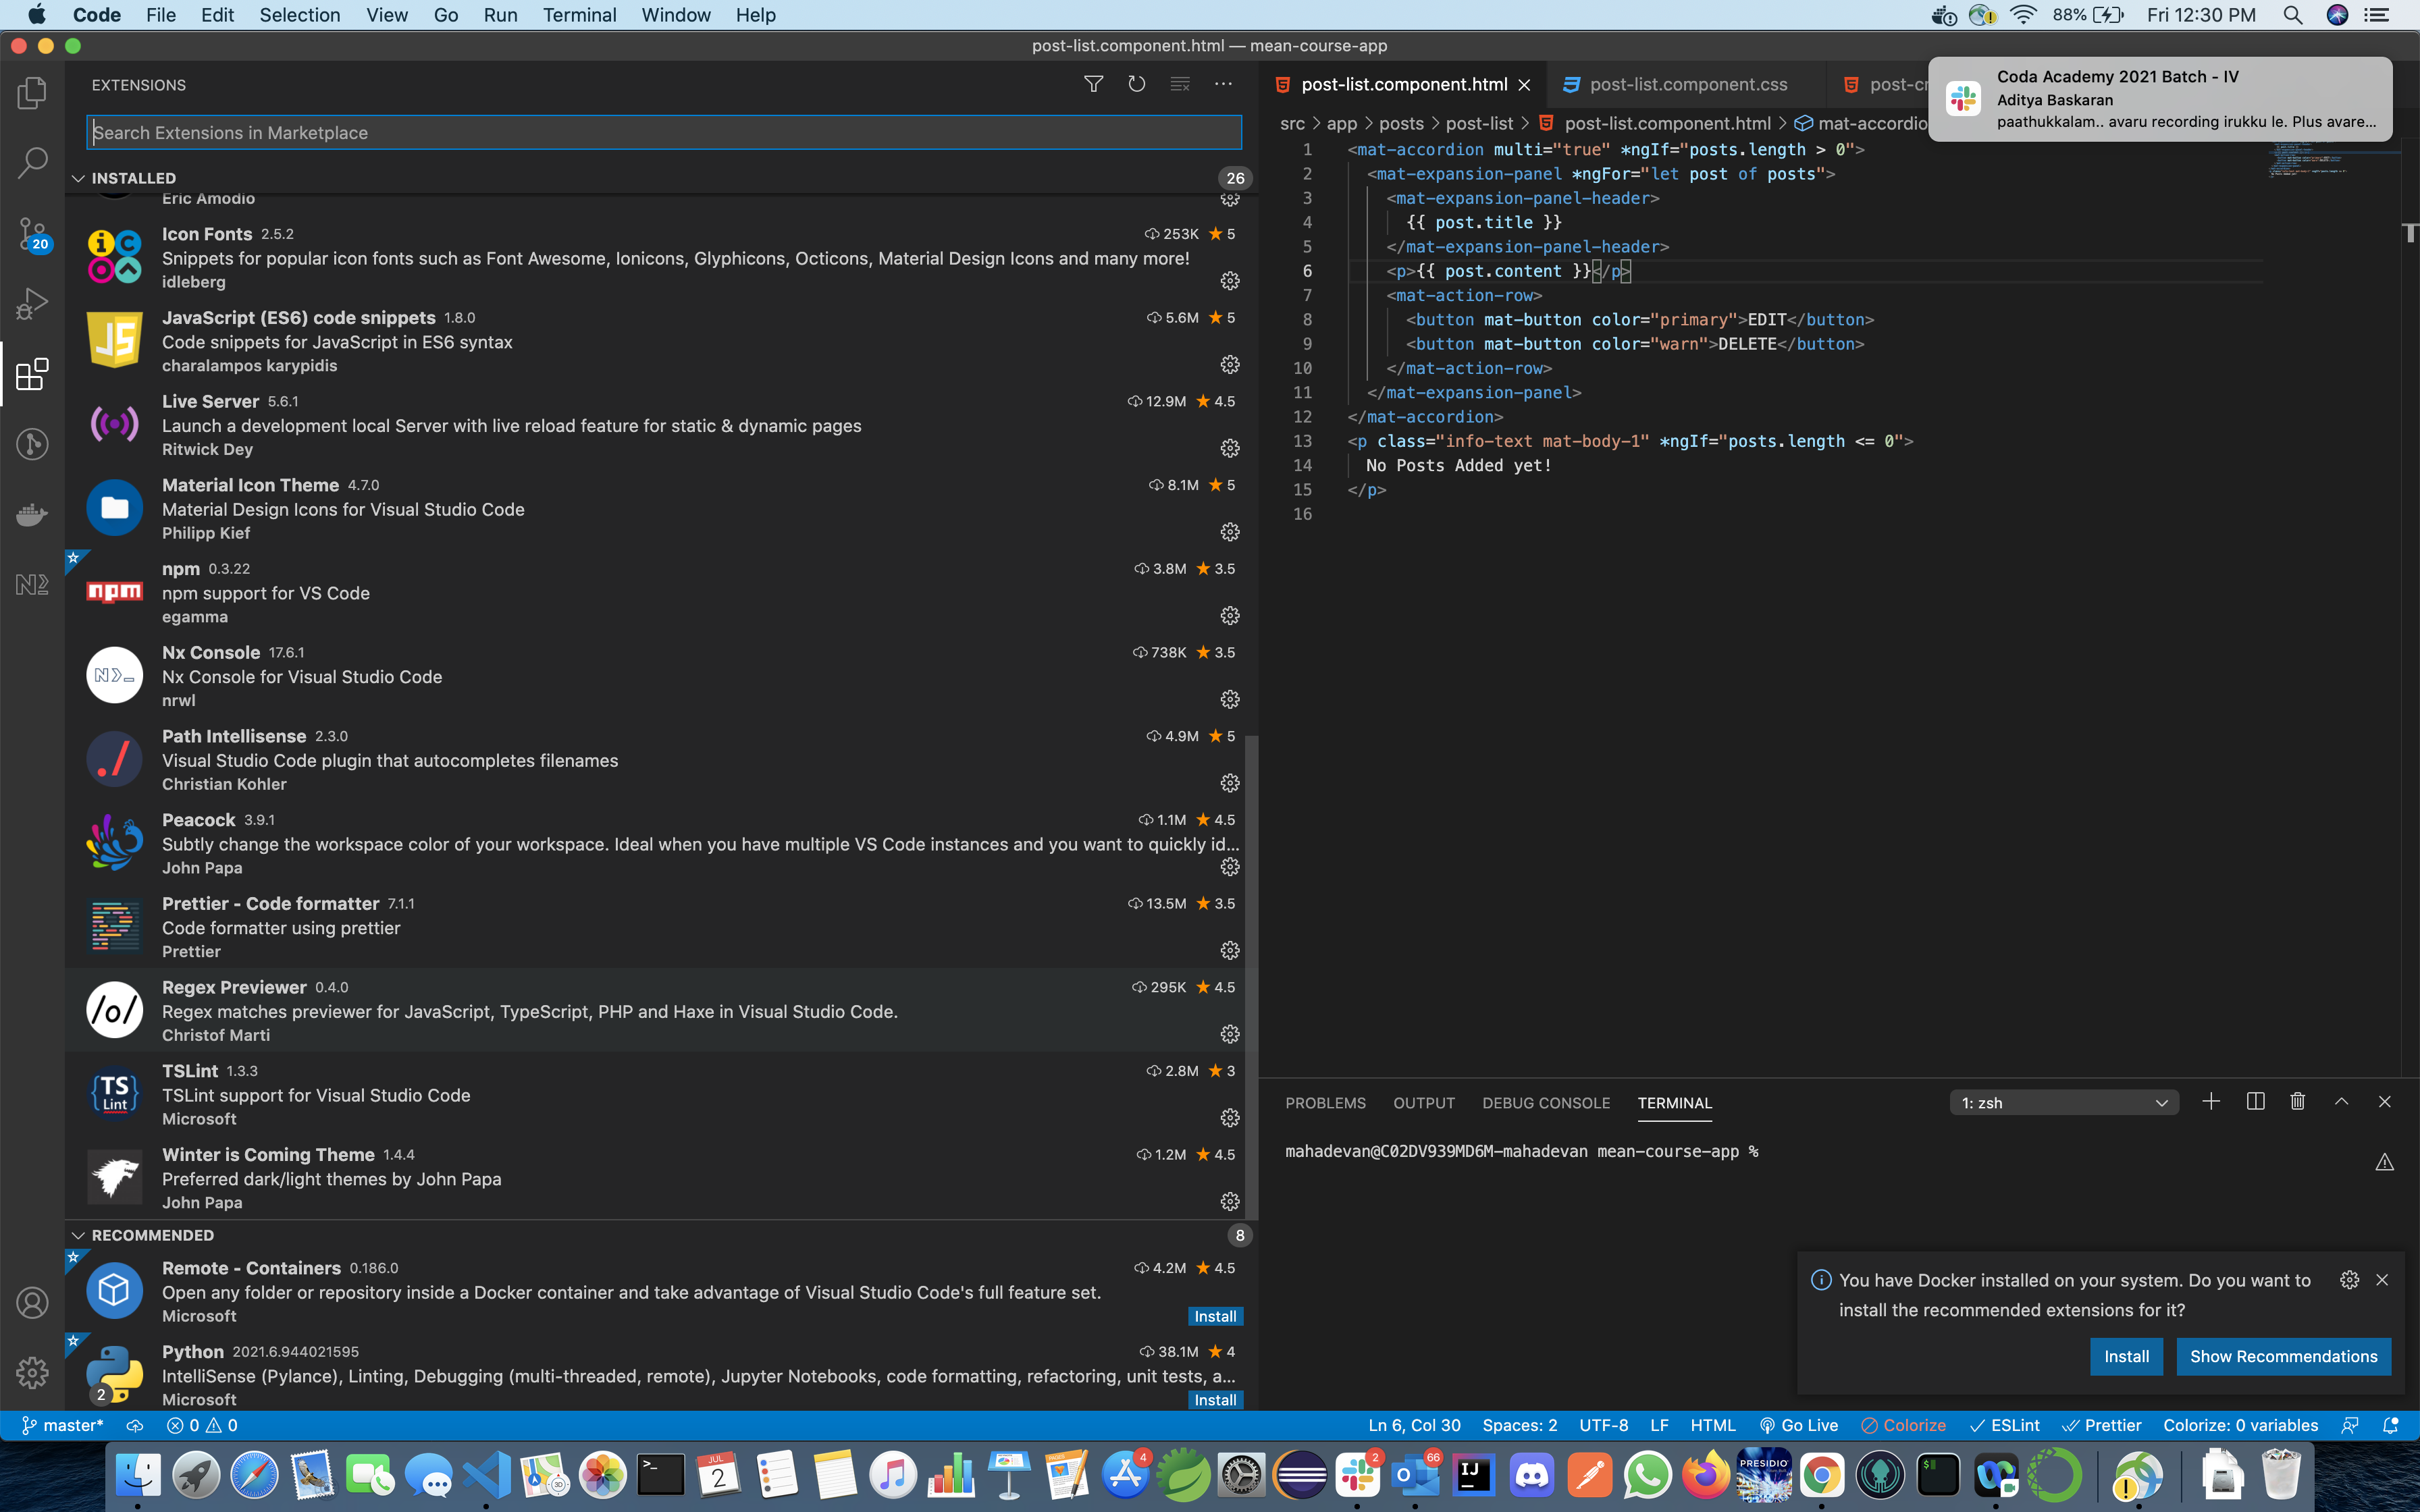 Code File Edit Selection View Go Run Terminal Window Help
88% Fri 12:30 PM
post-list.component.html — mean-course-app
EXTENSIONS
Search Extensions in Marketplace
INSTALLED 26
Eric Amodio
Icon Fonts 2.5.2 253K 5
Snippets for popular icon fonts such as Font Awesome, Ionicons, Glyphicons, Octicons, Material Design Icons and many more!
idleberg
JavaScript (ES6) code snippets 1.8.0 5.6M 5
Code snippets for JavaScript in ES6 syntax
charalampos karypidis
Live Server 5.6.1 12.9M 4.5
Launch a development local Server with live reload feature for static & dynamic pages
Ritwick Dey
Material Icon Theme 4.7.0 8.1M 5
Material Design Icons for Visual Studio Code
Philipp Kief
npm 0.3.22 3.8M 3.5
npm support for VS Code
egamma
Nx Console 17.6.1 738K 3.5
Nx Console for Visual Studio Code
nrwl
Path Intellisense 2.3.0 4.9M 5
Visual Studio Code plugin that autocompletes filenames
Christian Kohler
Peacock 3.9.1 1.1M 4.5
Subtly change the workspace color of your workspace. Ideal when you have multiple VS Code instances and you want to quickly id...
John Papa
Prettier - Code formatter 7.1.1 13.5M 3.5
Code formatter using prettier
Prettier
Regex Previewer 0.4.0 295K 4.5
Regex matches previewer for JavaScript, TypeScript, PHP and Haxe in Visual Studio Code.
Christof Marti
TSLint 1.3.3 2.8M 3
TSLint support for Visual Studio Code
Microsoft
Winter is Coming Theme 1.4.4 1.2M 4.5
Preferred dark/light themes by John Papa
John Papa
RECOMMENDED 8
Remote - Containers 0.186.0 4.2M 4.5
Open any folder or repository inside a Docker container and take advantage of Visual Studio Code's full feature set.
Microsoft Install
Python 2021.6.944021595 38.1M 4
IntelliSense (Pylance), Linting, Debugging (multi-threaded, remote), Jupyter Notebooks, code formatting, refactoring, unit tests, a...
Microsoft Install
20
2
JS
npm
/o/
TS
Lint
post-list.component.html post-list.component.css post-cr
Coda Academy 2021 Batch - IV
Aditya Baskaran
paathukkalam.. avaru recording irukku le. Plus avare...
src > app > posts > post-list > post-list.component.html > mat-accordio
1 <mat-accordion multi="true" *ngIf="posts.length > 0">
2 <mat-expansion-panel *ngFor="let post of posts">
3 <mat-expansion-panel-header>
4 {{ post.title }}
5 </mat-expansion-panel-header>
6 <p>{{ post.content }}</p>
7 <mat-action-row>
8 <button mat-button color="primary">EDIT</button>
9 <button mat-button color="warn">DELETE</button>
10 </mat-action-row>
11 </mat-expansion-panel>
12 </mat-accordion>
13 <p class="info-text mat-body-1" *ngIf="posts.length <= 0">
14 No Posts Added yet!
15 </p>
16
PROBLEMS OUTPUT DEBUG CONSOLE TERMINAL 1: zsh
mahadevan@C02DV939MD6M-mahadevan mean-course-app %
You have Docker installed on your system. Do you want to
install the recommended extensions for it?
Install Show Recommendations
master* 0 0 Ln 6, Col 30 Spaces: 2 UTF-8 LF HTML Go Live Colorize ESLint Prettier Colorize: 0 variables
JUL 2 4 2 66 IJ PRESIDIO